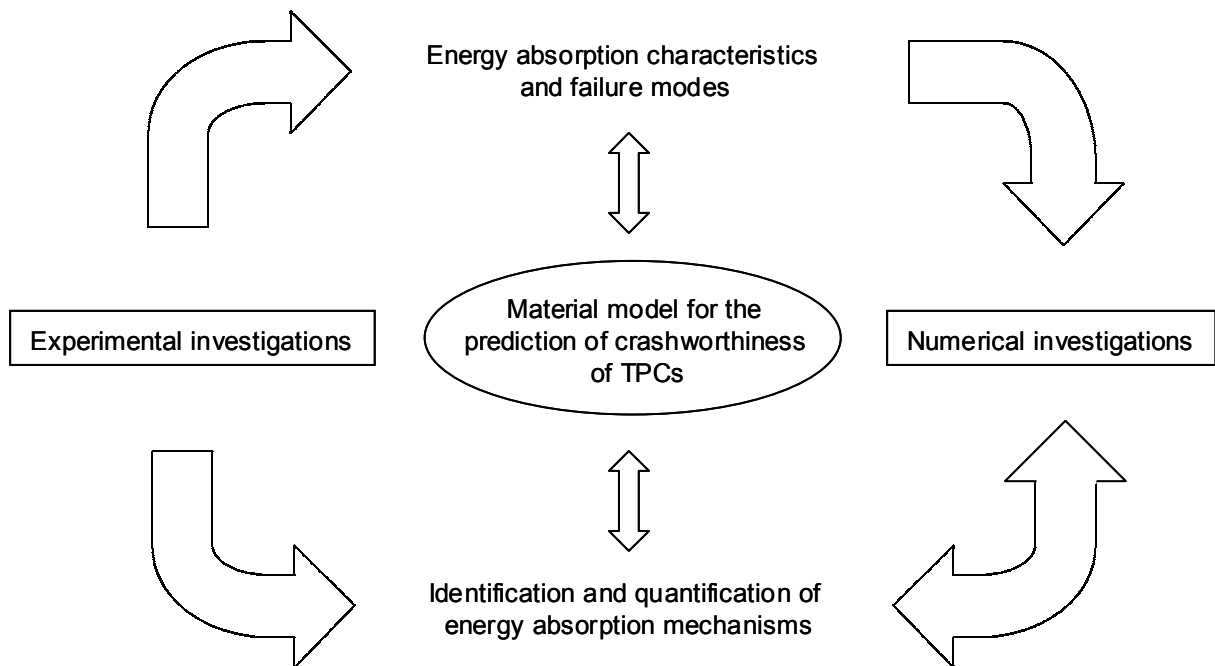 Energy absorption characteristics
and failure modes
Experimental investigations
Material model for the
prediction of crashworthiness
of TPCs
Numerical investigations
Identification and quantification of
energy absorption mechanisms